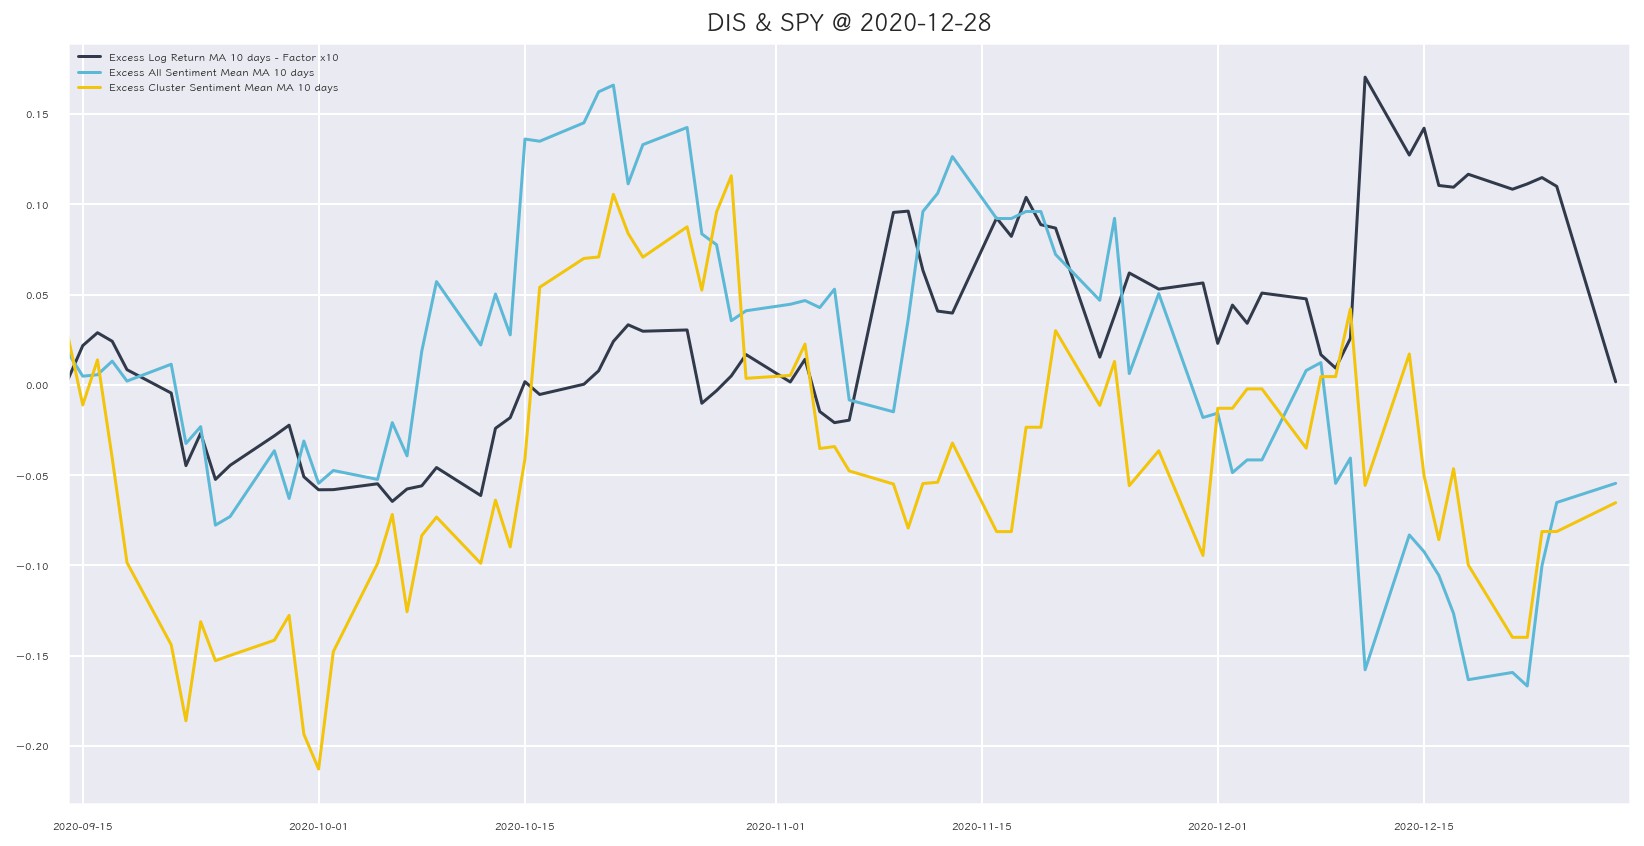 DIS & SPY @ 2020-12-28
Excess Log Return MA 10 days - Factor x10
Excess All Sentiment Mean MA 10 days
Excess Cluster Sentiment Mean MA 10 days
0.15
0.10
0.05
0.00
−0.05
−0.10
−0.15
−0.20
2020-09-15 2020-10-01 2020-10-15 2020-11-01 2020-11-15 2020-12-01 2020-12-15